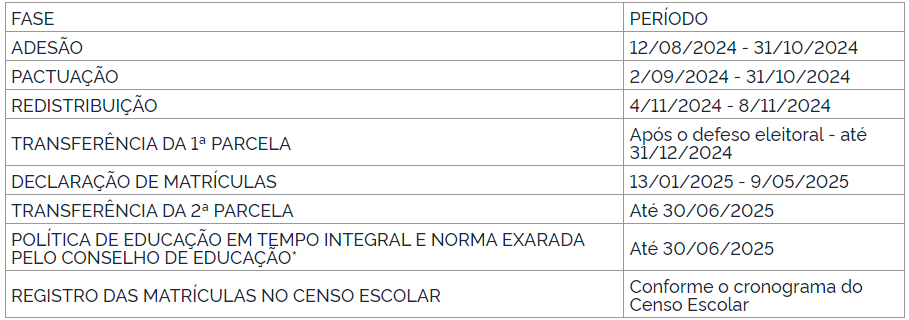 FASE PERÍODO
ADESÃO 12/08/2024 - 31/10/2024
PACTUAÇÃO 2/09/2024 - 31/10/2024
REDISTRIBUIÇÃO 4/11/2024 - 8/11/2024
TRANSFERÊNCIA DA 1ª PARCELA Após o defeso eleitoral - até
31/12/2024
DECLARAÇÃO DE MATRÍCULAS 13/01/2025 - 9/05/2025
TRANSFERÊNCIA DA 2ª PARCELA Até 30/06/2025
POLÍTICA DE EDUCAÇÃO EM TEMPO INTEGRAL E NORMA EXARADA
PELO CONSELHO DE EDUCAÇÃO* Até 30/06/2025
REGISTRO DAS MATRÍCULAS NO CENSO ESCOLAR Conforme o cronograma do
Censo Escolar